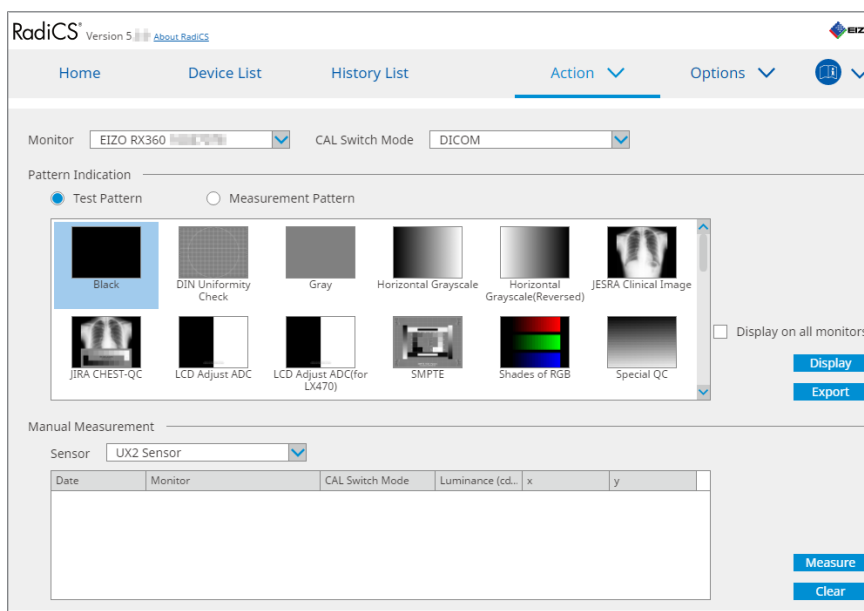 RadiCS® Version 5. About RadiCS
Home Device List History List Action Options
Monitor EIZO RX360 CAL Switch Mode DICOM
Pattern Indication
Test Pattern Measurement Pattern
Black DIN Uniformity Gray Horizontal Grayscale Horizontal JESRA Clinical Image
Check Grayscale(Reversed)
Display on all monitors
JIRA CHEST-QC LCD Adjust ADC LCD Adjust ADC(for SMPTE Shades of RGB Special QC
LX470)
Display
Export
Manual Measurement
Sensor UX2 Sensor
Date Monitor CAL Switch Mode Luminance (cd... x y
Measure
Clear